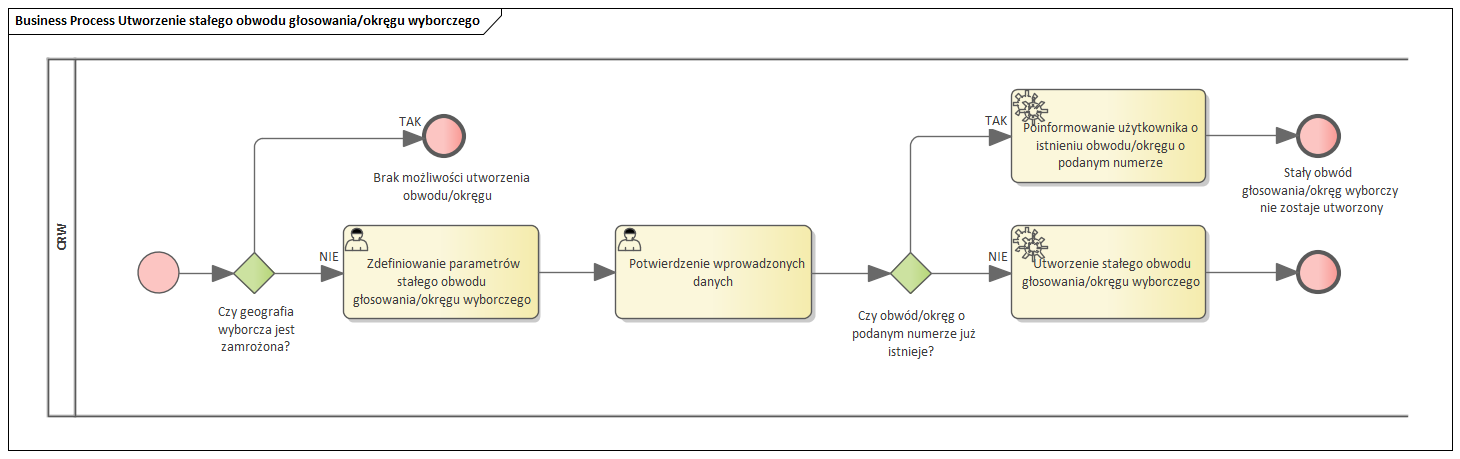 Business Process Utworzenie stałego obwodu głosowania/okręgu wyborczego
CRW
TAK
Brak możliwości utworzenia
obwodu/okręgu
Czy geografia
wyborcza jest
zamrożona?
NIE
Zdefiniowanie parametrów
stałego obwodu
głosowania/okręgu wyborczego
Potwierdzenie wprowadzonych
danych
Czy obwód/okręg o
podanym numerze już
istnieje?
TAK
Poinformowanie użytkownika o
istnieniu obwodu/okręgu o
podanym numerze
Stały obwód
głosowania/okręg wyborczy
nie zostaje utworzony
NIE
Utworzenie stałego obwodu
głosowania/okręgu wyborczego